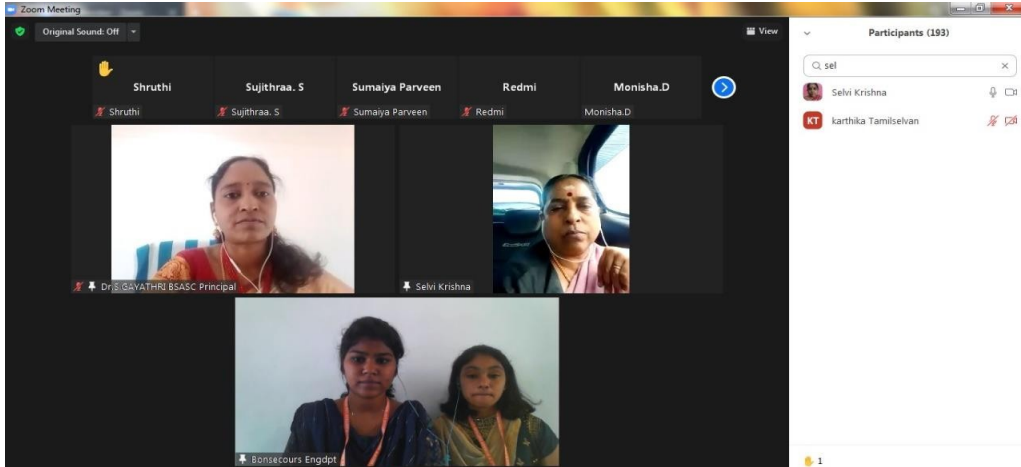 Zoom Meeting
Original Sound: Off
View
Shruthi
Sujithraa. S
Sumaiya Parveen
Redmi
Monisha.D
Shruthi
Sujithraa. S
Sumaiya Parveen
Redmi
Monisha.D
Dr.S.GAYATHRI BSASC Principal
Selvi Krishna
Bonsecours Engdpt
Participants (193)
sel
Selvi Krishna
KT karthika Tamilselvan
1